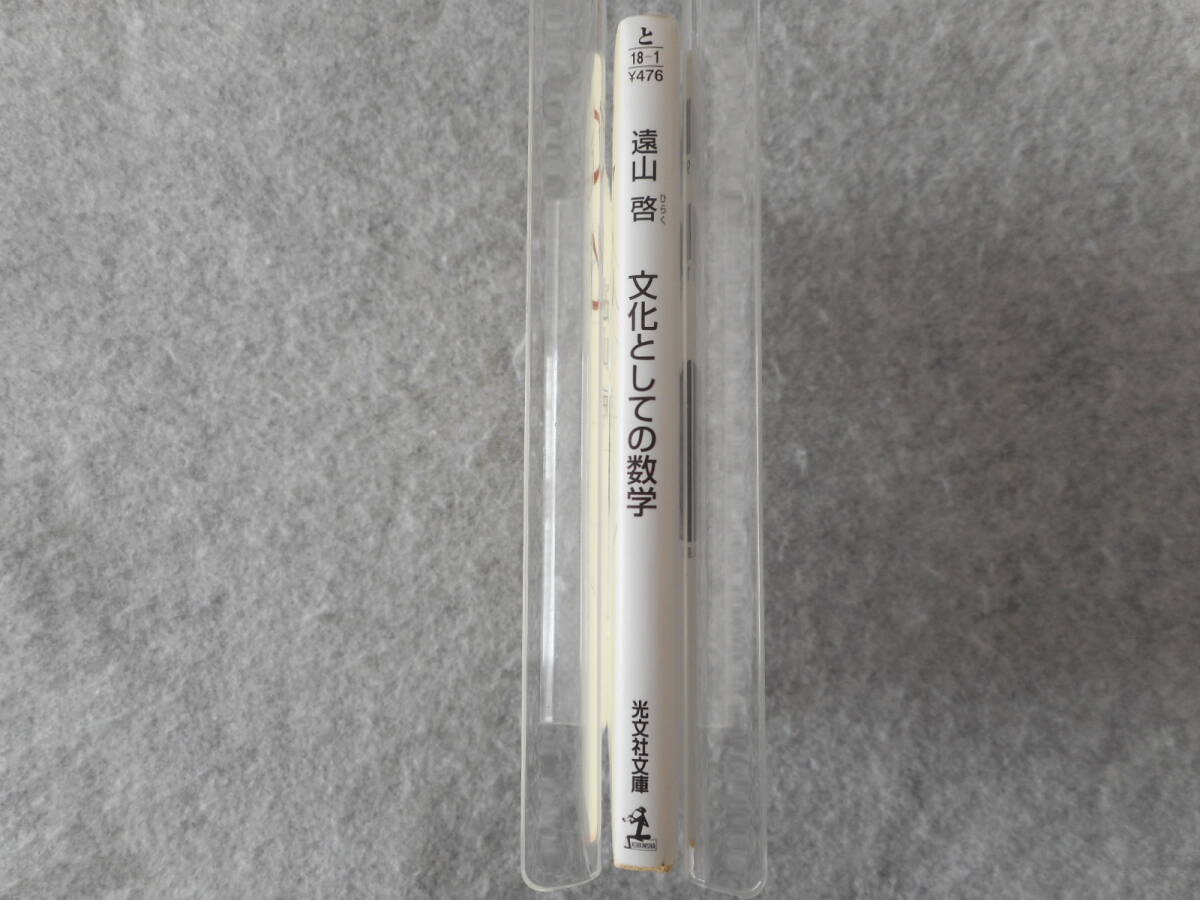 と
18-1
¥476
遠山 啓
ひらく
文化としての数学
光文社文庫
KOBUNSHA